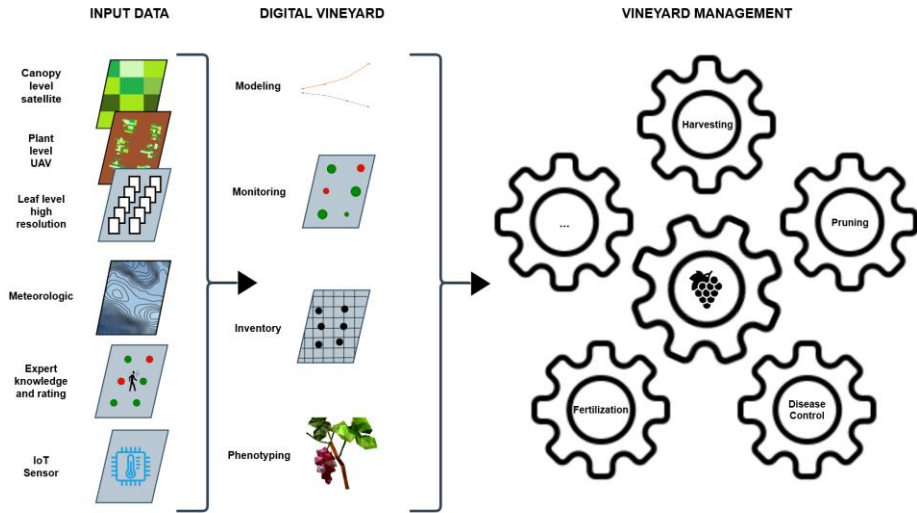 INPUT DATA
DIGITAL VINEYARD
VINEYARD MANAGEMENT
Canopy
level
satellite
Plant
level
UAV
Leaf level
high
resolution
Meteorologic
Expert
knowledge
and rating
IoT
Sensor
Modeling
Monitoring
Inventory
Phenotyping
Harvesting
...
Pruning
Fertilization
Disease
Control